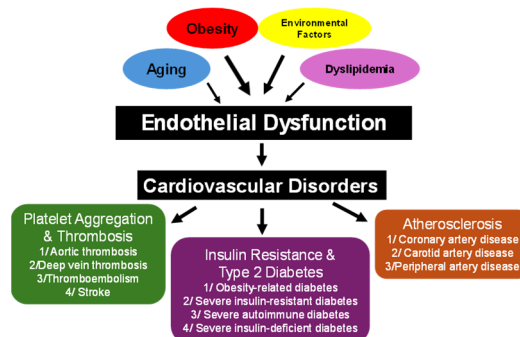 Obesity
Environmental
Factors
Aging
Dyslipidemia
Endothelial Dysfunction
Cardiovascular Disorders
Platelet Aggregation
& Thrombosis
1/ Aortic thrombosis
2/Deep vein thrombosis
3/Thromboembolism
4/ Stroke
Insulin Resistance &
Type 2 Diabetes
1/ Obesity-related diabetes
2/ Severe insulin-resistant diabetes
3/ Severe autoimmune diabetes
4/ Severe insulin-deficient diabetes
Atherosclerosis
1/ Coronary artery disease
2/ Carotid artery disease
3/Peripheral artery disease